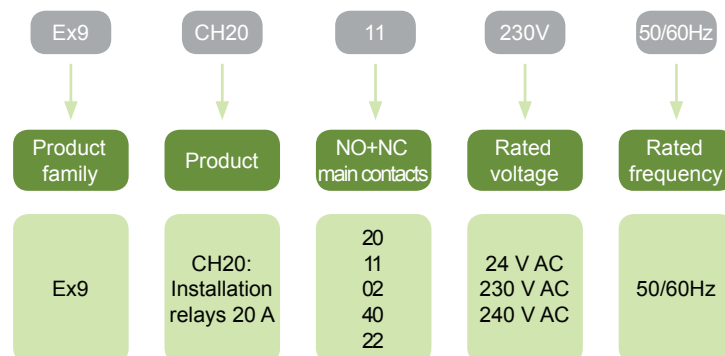 Ex9
CH20
11
230V
50/60Hz
Product
family
Product
NO+NC
main contacts
Rated
voltage
Rated
frequency
Ex9
CH20:
Installation
relays 20 A
20
11
02
40
22
24 V AC
230 V AC
240 V AC
50/60Hz